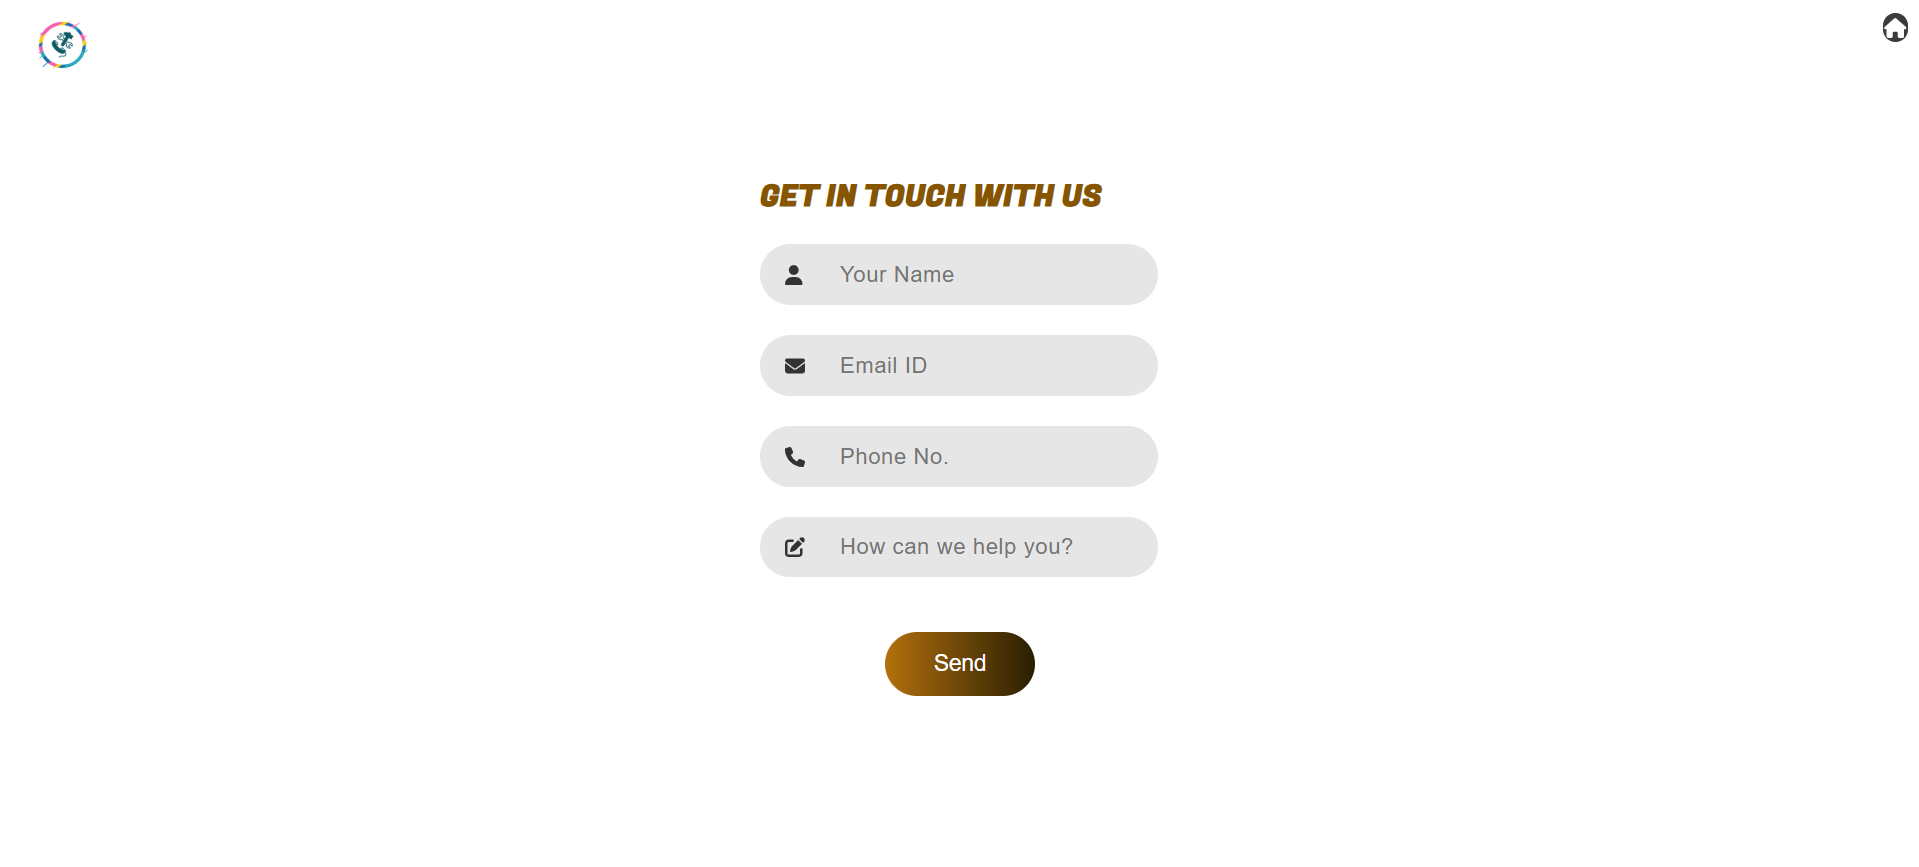 GET IN TOUCH WITH US
Your Name
Email ID
Phone No.
How can we help you?
Send